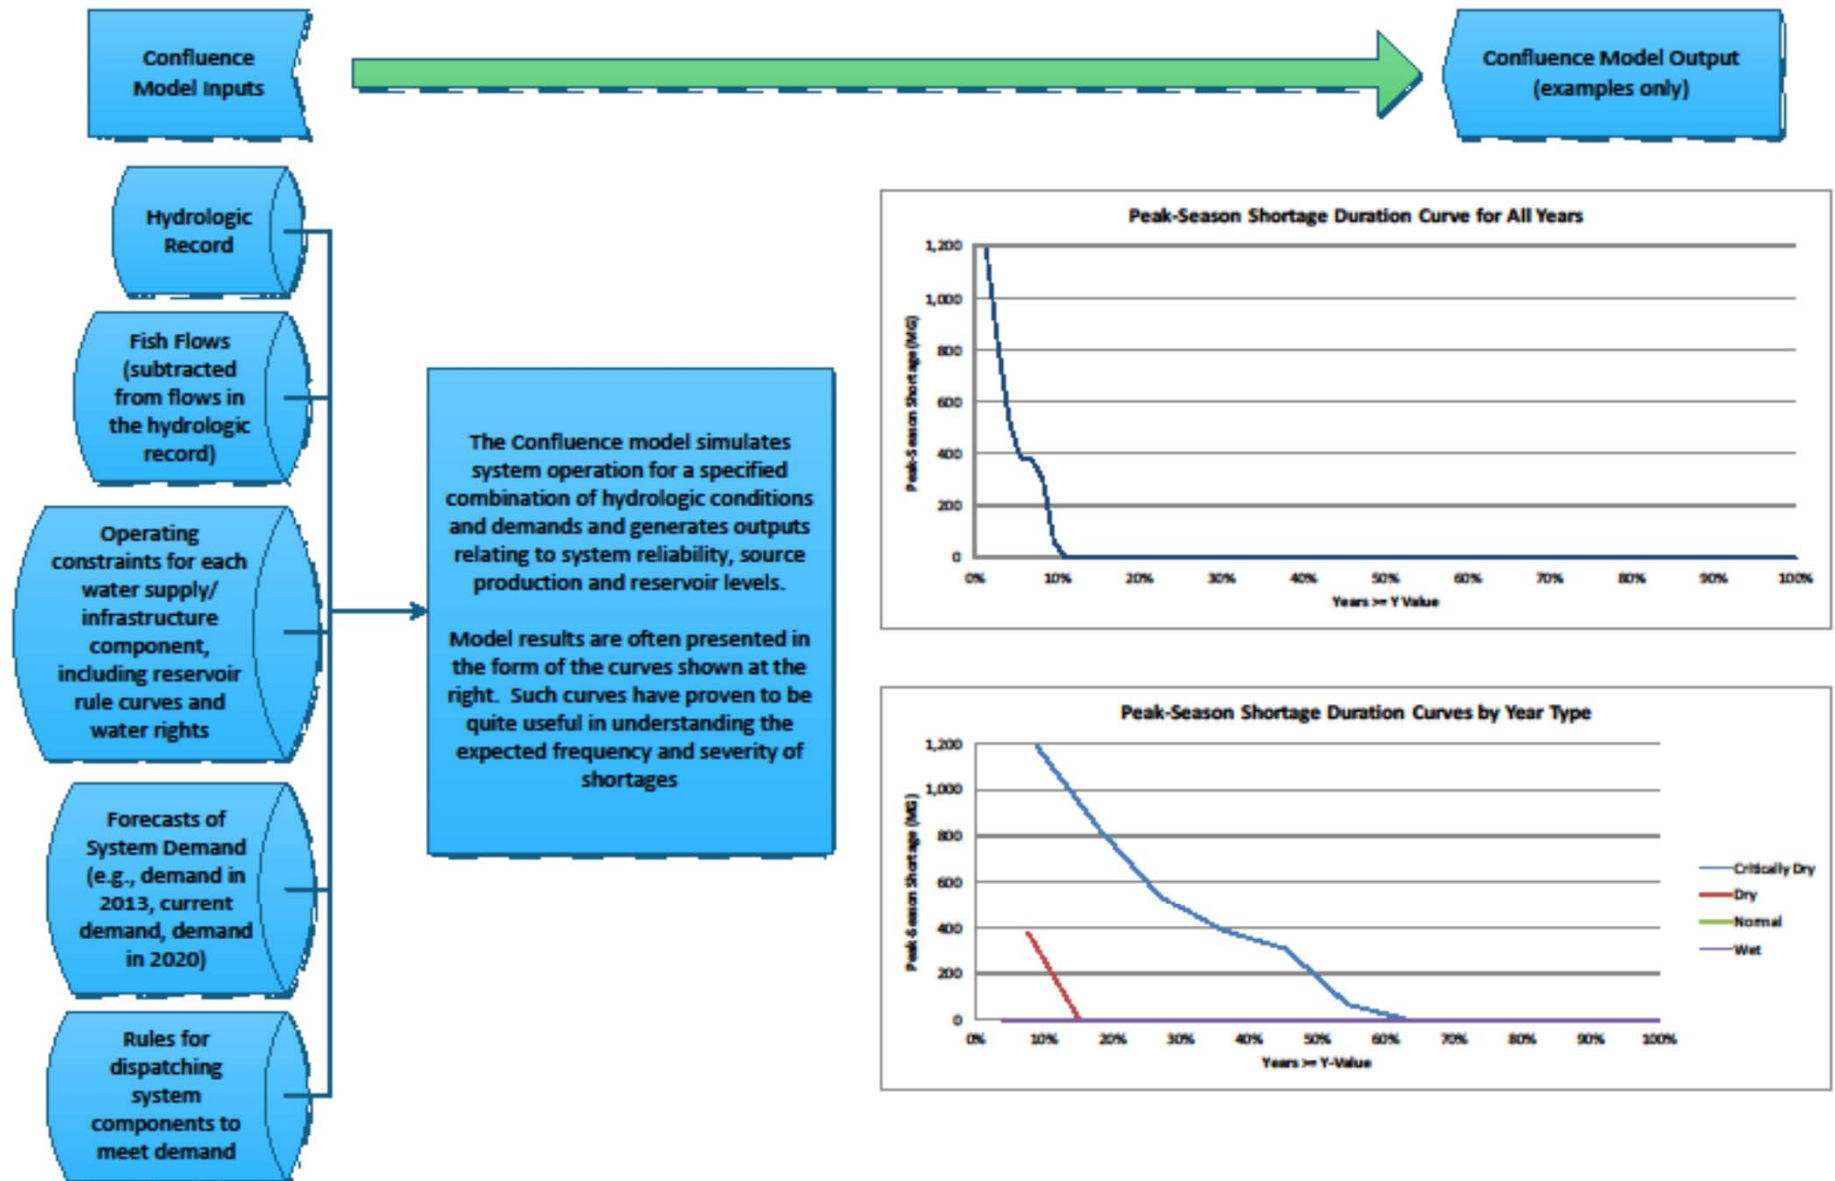 Confluence
Model Inputs
Confluence Model Output
(examples only)
Hydrologic
Record
Fish Flows
(subtracted
from flows in
the hydrologic
record)
Operating
constraints for each
water supply/
infrastructure
component,
including reservoir
rule curves and
water rights
Forecasts of
System Demand
(e.g., demand in
2013, current
demand, demand
in 2020)
Rules for
dispatching
system
components to
meet demand
The Confluence model simulates
system operation for a specified
combination of hydrologic conditions
and demands and generates outputs
relating to system reliability, source
production and reservoir levels.
Model results are often presented in
the form of the curves shown at the
right. Such curves have proven to be
quite useful in understanding the
expected frequency and severity of
shortages
Peak-Season Shortage Duration Curve for All Years
Peak-Season Shortage (MG)
1,200
1,000
800
600
400
200
0
0% 10% 20% 30% 40% 50% 60% 70% 80% 90% 100%
Years >= Y Value
Peak-Season Shortage Duration Curves by Year Type
Peak-Season Shortage (MG)
1,200
1,000
800
600
400
200
0
0% 10% 20% 30% 40% 50% 60% 70% 80% 90% 100%
Years >= Y-Value
Critically Dry
Dry
Normal
Wet